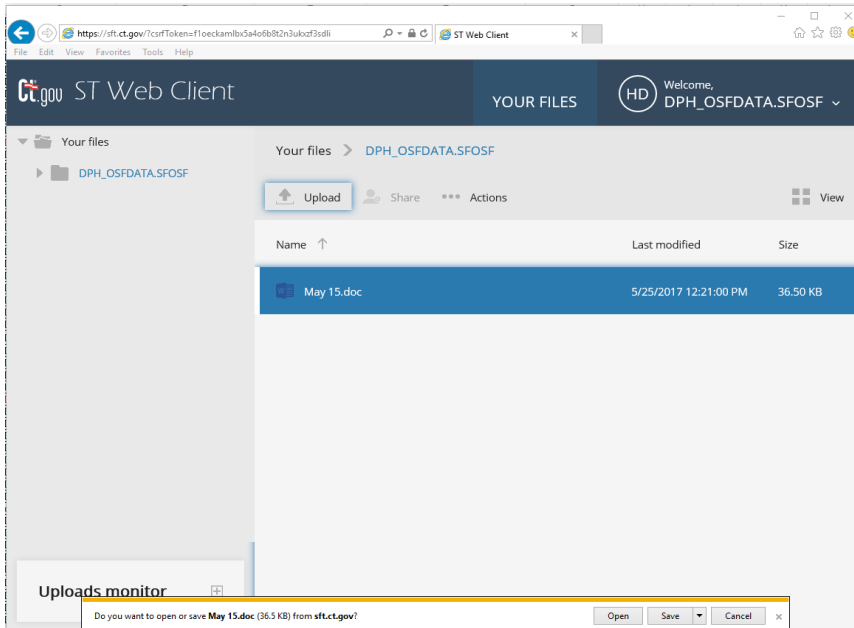 https://sft.ct.gov/?csrfToken=f1oeckamlbx5a4o6b8t2n3ukxzf3sdli
ST Web Client
File Edit View Favorites Tools Help
Ct.gov ST Web Client
YOUR FILES
HD
Welcome,
DPH_OSFDATA.SFOSF
Your files
DPH_OSFDATA.SFOSF
Your files > DPH_OSFDATA.SFOSF
Upload Share Actions View
Name Last modified Size
May 15.doc 5/25/2017 12:21:00 PM 36.50 KB
Uploads monitor
Do you want to open or save May 15.doc (36.5 KB) from sft.ct.gov? Open Save Cancel